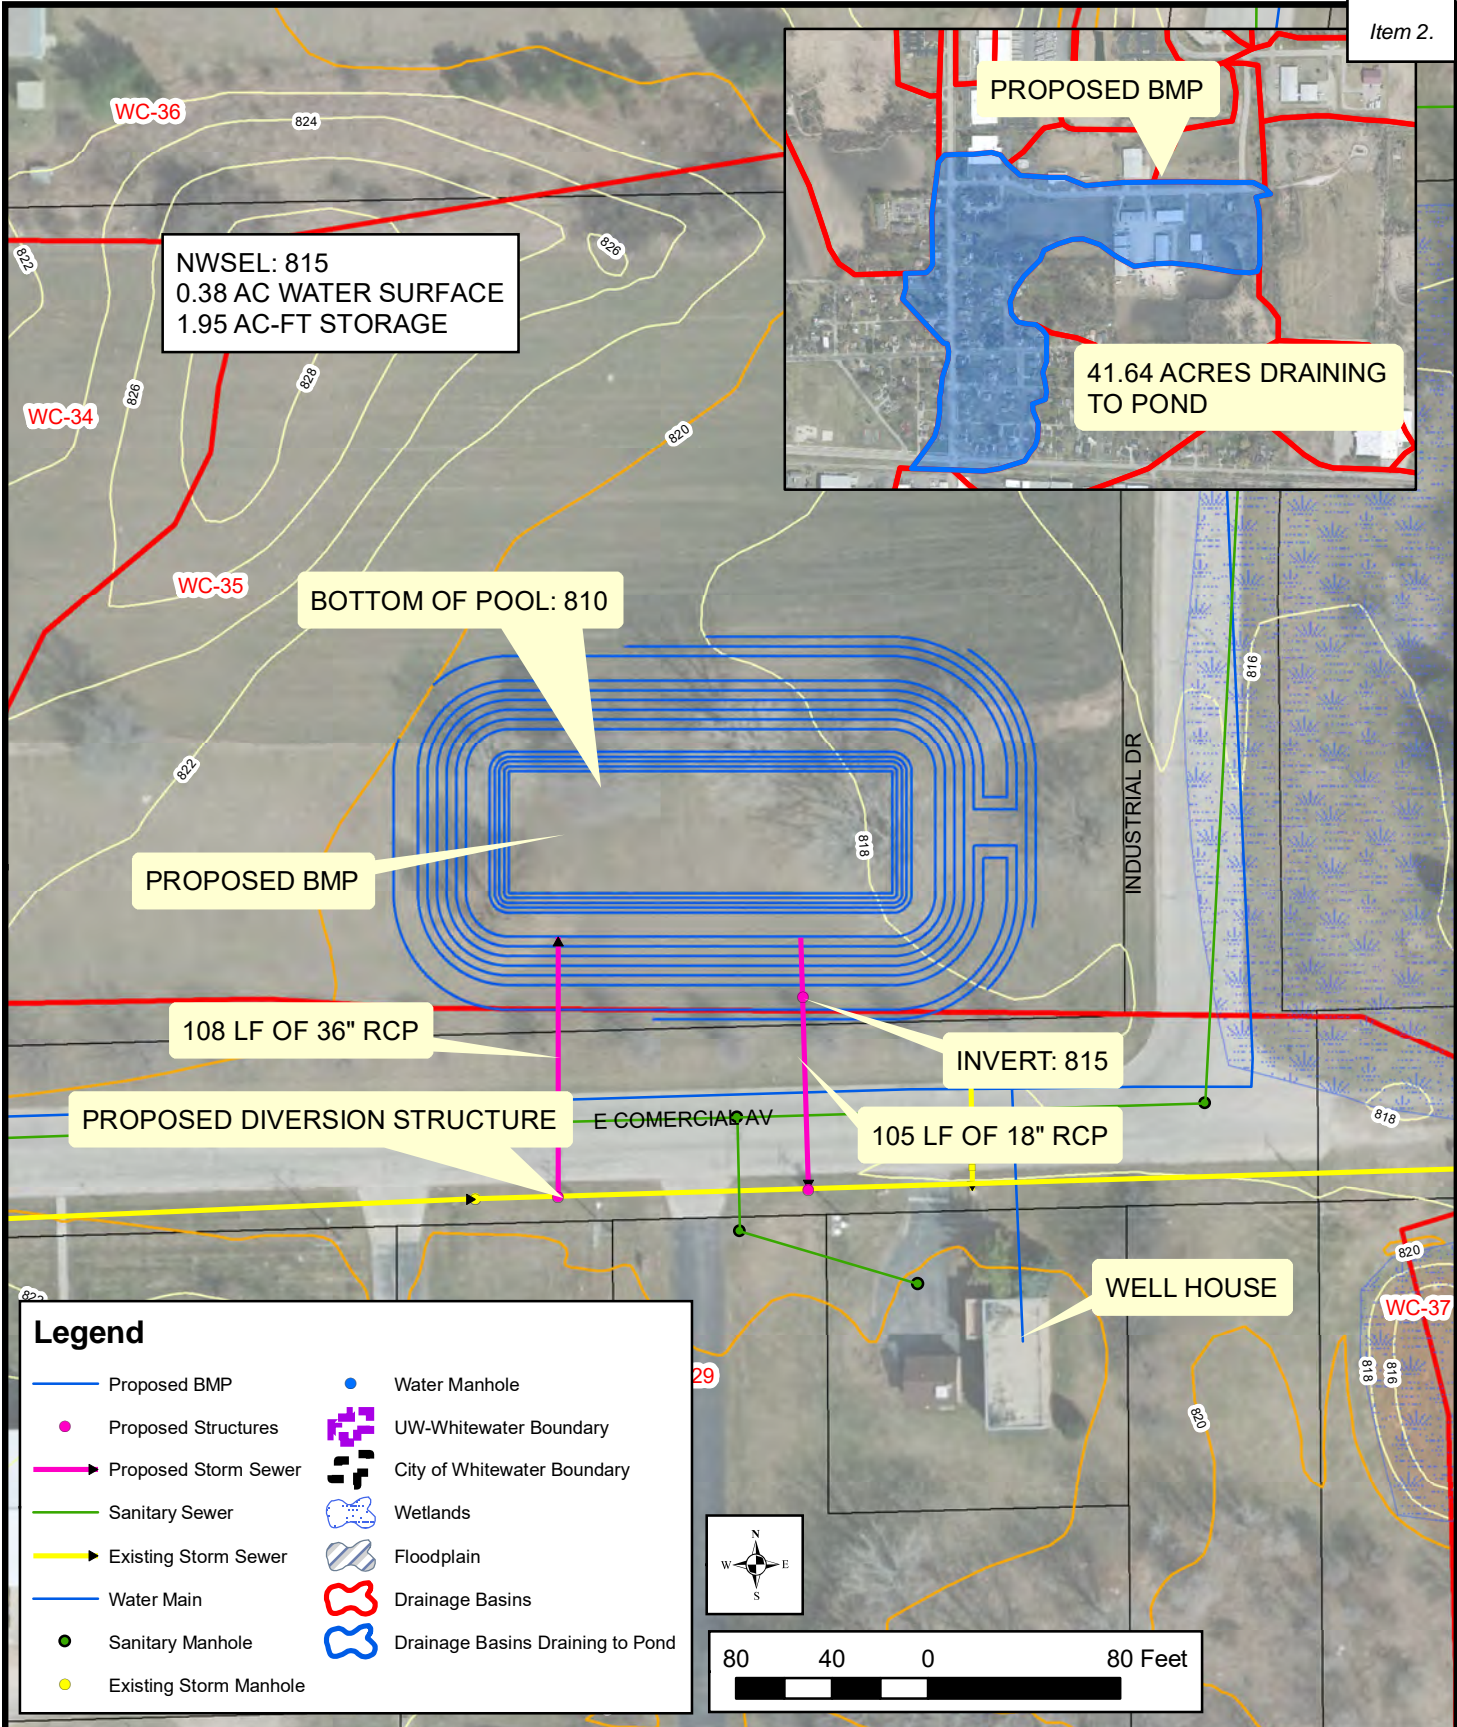 Item 2.
PROPOSED BMP
41.64 ACRES DRAINING
TO POND
WC-36
824
822
826
NWSEL: 815
0.38 AC WATER SURFACE
1.95 AC-FT STORAGE
826
828
WC-34
820
WC-35
BOTTOM OF POOL: 810
816
822
INDUSTRIAL DR
818
PROPOSED BMP
108 LF OF 36" RCP
INVERT: 815
PROPOSED DIVERSION STRUCTURE
E COMERCIAL AV
105 LF OF 18" RCP
818
820
WELL HOUSE
WC-37
818
816
29
820
Legend
Proposed BMP
Proposed Structures
Proposed Storm Sewer
Sanitary Sewer
Existing Storm Sewer
Water Main
Sanitary Manhole
Existing Storm Manhole
Water Manhole
UW-Whitewater Boundary
City of Whitewater Boundary
Wetlands
Floodplain
Drainage Basins
Drainage Basins Draining to Pond
N
W E
S
80 40 0 80 Feet